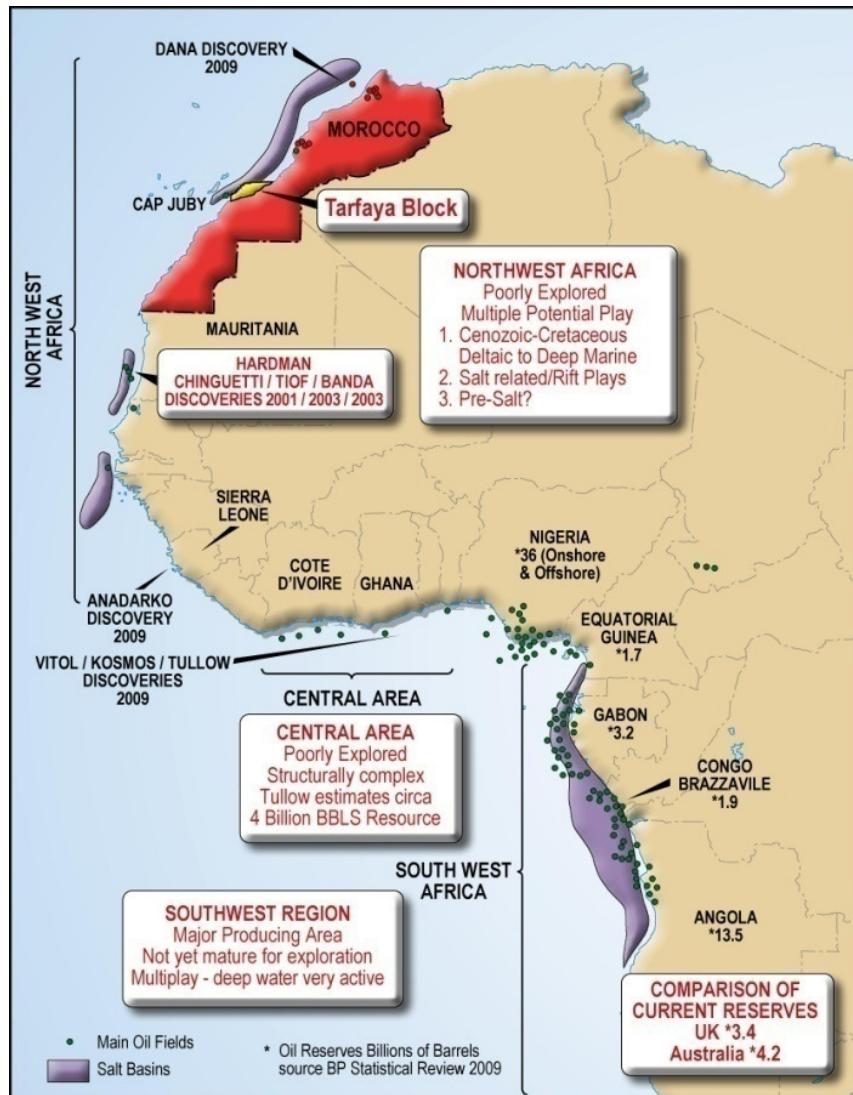 DANA DISCOVERY
2009
MOROCCO
CAP JUBY
Tarfaya Block
NORTH WEST
AFRICA
NORTHWEST AFRICA
Poorly Explored
Multiple Potential Play
1. Cenozoic-Cretaceous
Deltaic to Deep Marine
2. Salt related/Rift Plays
3. Pre-Salt?
MAURITANIA
HARDMAN
CHINGUETTI / TIOF / BANDA
DISCOVERIES 2001 / 2003 / 2003
SIERRA
LEONE
COTE
D'IVOIRE
GHANA
NIGERIA
*36 (Onshore
& Offshore)
ANADARKO
DISCOVERY
2009
EQUATORIAL
GUINEA
*1.7
VITOL / KOSMOS / TULLOW
DISCOVERIES
2009
CENTRAL AREA
CENTRAL AREA
Poorly Explored
Structurally complex
Tullow estimates circa
4 Billion BBLS Resource
GABON
*3.2
CONGO
BRAZZAVILE
*1.9
SOUTH WEST
AFRICA
SOUTHWEST REGION
Major Producing Area
Not yet mature for exploration
Multiplay - deep water very active
ANGOLA
*13.5
COMPARISON OF
CURRENT RESERVES
UK *3.4
Australia *4.2
Main Oil Fields
Salt Basins
* Oil Reserves Billions of Barrels
source BP Statistical Review 2009